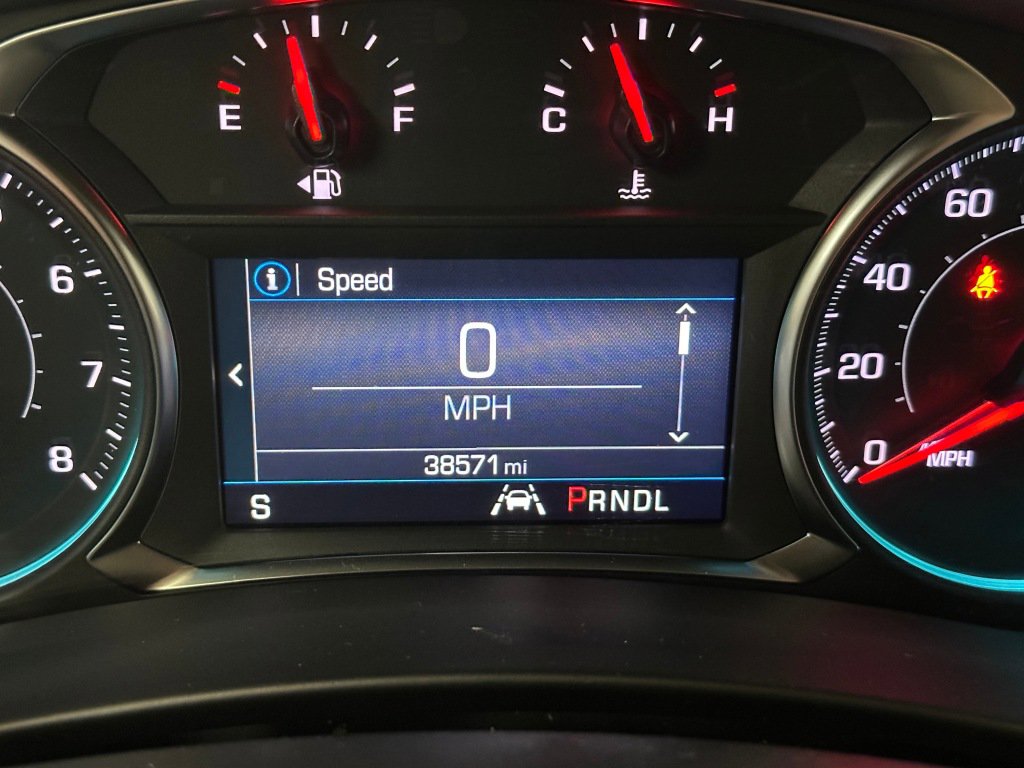 E F
C H
6
7
8
i Speed
0
MPH
38571 mi
S PRNDL
60
40
20
0
MPH